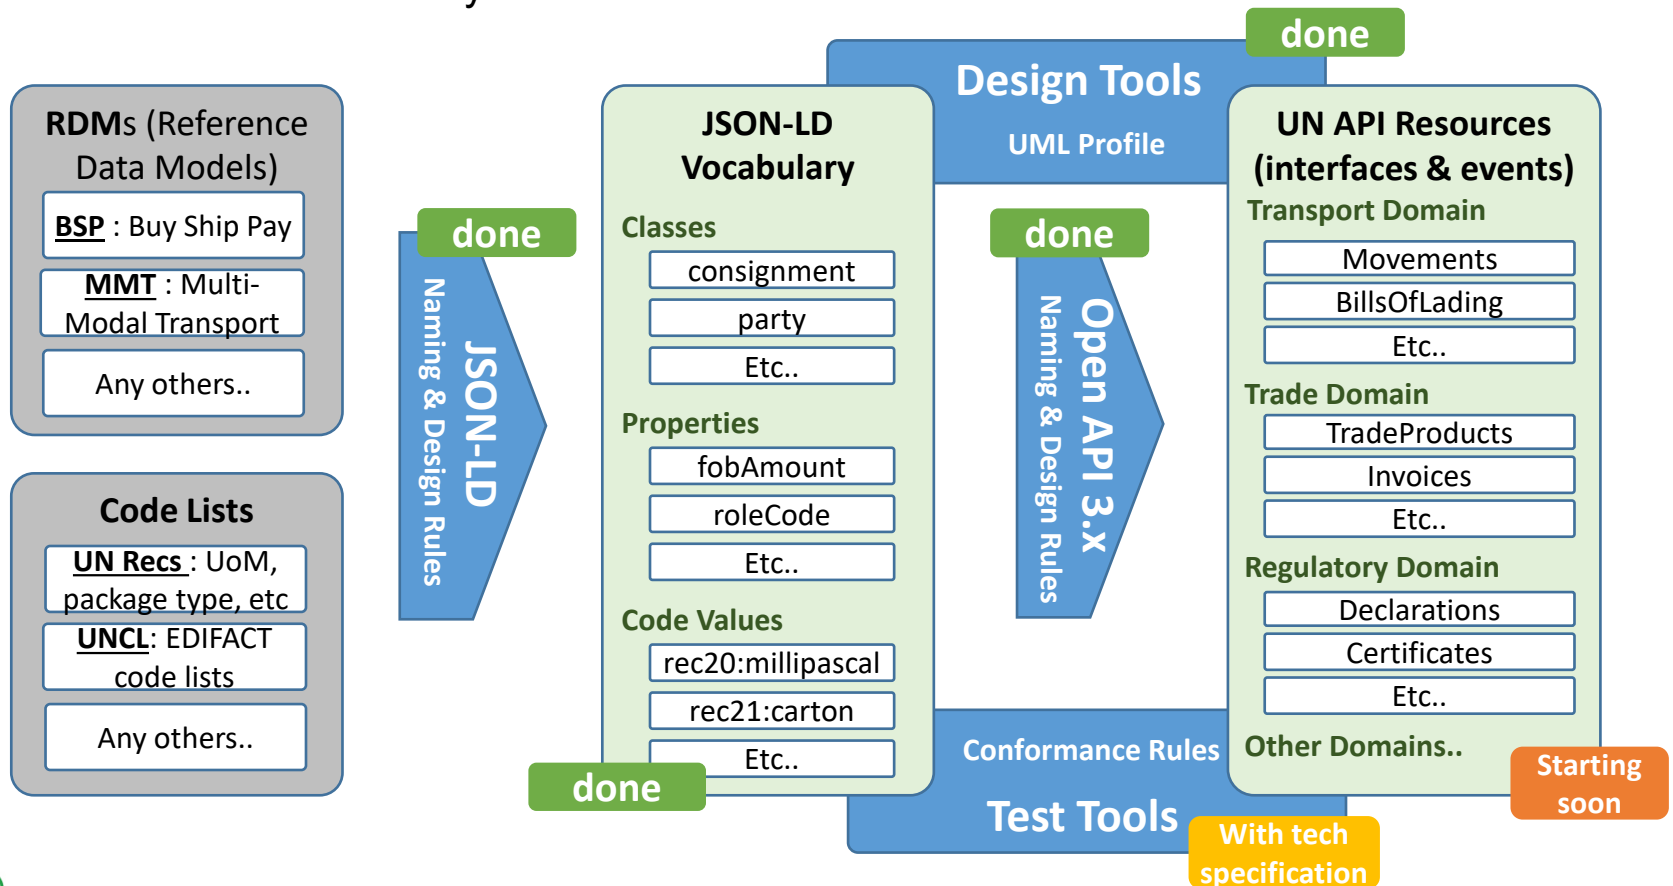 y
RDMs (Reference
Data Models)
BSP : Buy Ship Pay
MMT : Multi-
Modal Transport
Any others..
Code Lists
UN Recs : UoM,
package type, etc
UNCL: EDIFACT
code lists
Any others..
done
JSON-LD
Naming & Design Rules
JSON-LD
Vocabulary
Classes
consignment
party
Etc..
Properties
fobAmount
roleCode
Etc..
Code Values
rec20:millipascal
rec21:carton
Etc..
done
done
Design Tools
UML Profile
done
Open API 3.x
Naming & Design Rules
Conformance Rules
Test Tools
With tech
specification
UN API Resources
(interfaces & events)
Transport Domain
Movements
BillsOfLading
Etc..
Trade Domain
TradeProducts
Invoices
Etc..
Regulatory Domain
Declarations
Certificates
Etc..
Other Domains..
Starting
soon